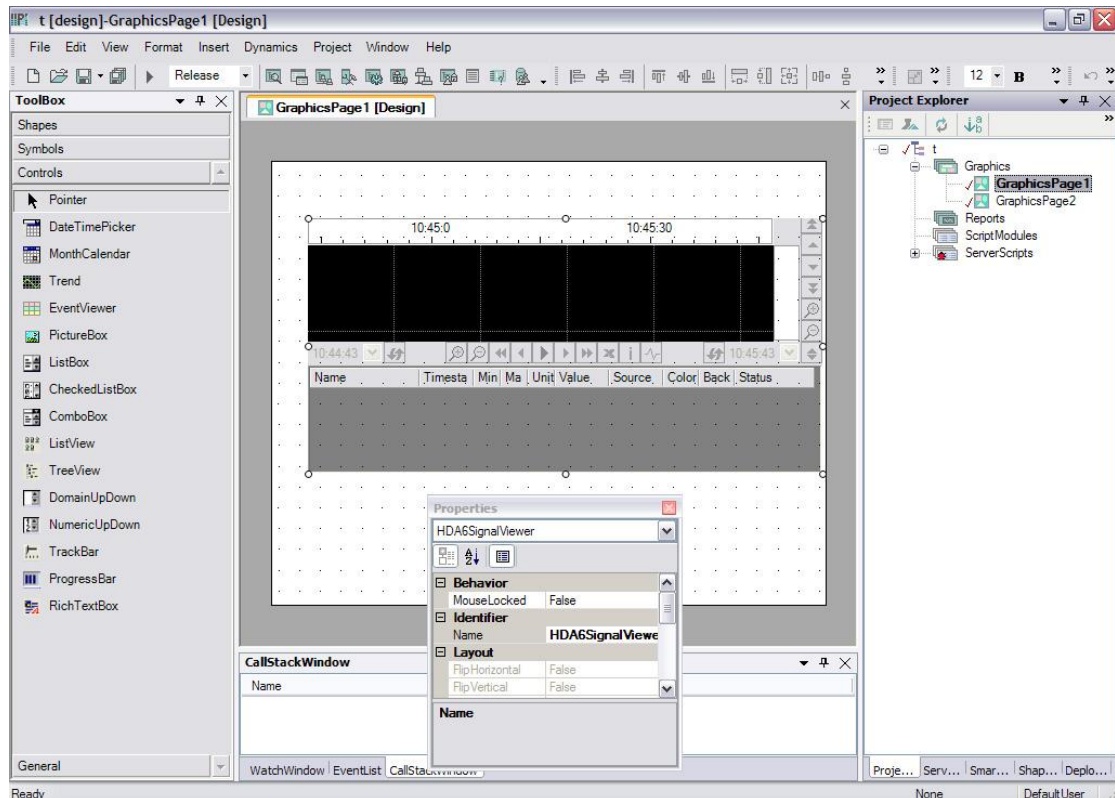 t [design]-GraphicsPage1 [Design]
File Edit View Format Insert Dynamics Project Window Help
Release
12
B
ToolBox
Shapes
Symbols
Controls
Pointer
DateTimePicker
MonthCalendar
Trend
EventViewer
PictureBox
ListBox
CheckedListBox
ComboBox
ListView
TreeView
DomainUpDown
NumericUpDown
TrackBar
ProgressBar
RichTextBox
General
GraphicsPage1 [Design]
10:45:0 10:45:30
10:44:43 10:45:43
Name Timesta Min Ma Unit Value Source Color Back Status
Properties
HDA6SignalViewer
Behavior
MouseLocked False
Identifier
Name HDA6SignalViewe
Layout
FlipHorizontal False
FlipVertical False
Name
CallStackWindow
Name
WatchWindow EventList CallStackWindow
Project Explorer
t
Graphics
GraphicsPage1
GraphicsPage2
Reports
ScriptModules
ServerScripts
Proje... Serv... Smar... Shap... Deplo...
Ready None DefaultUser